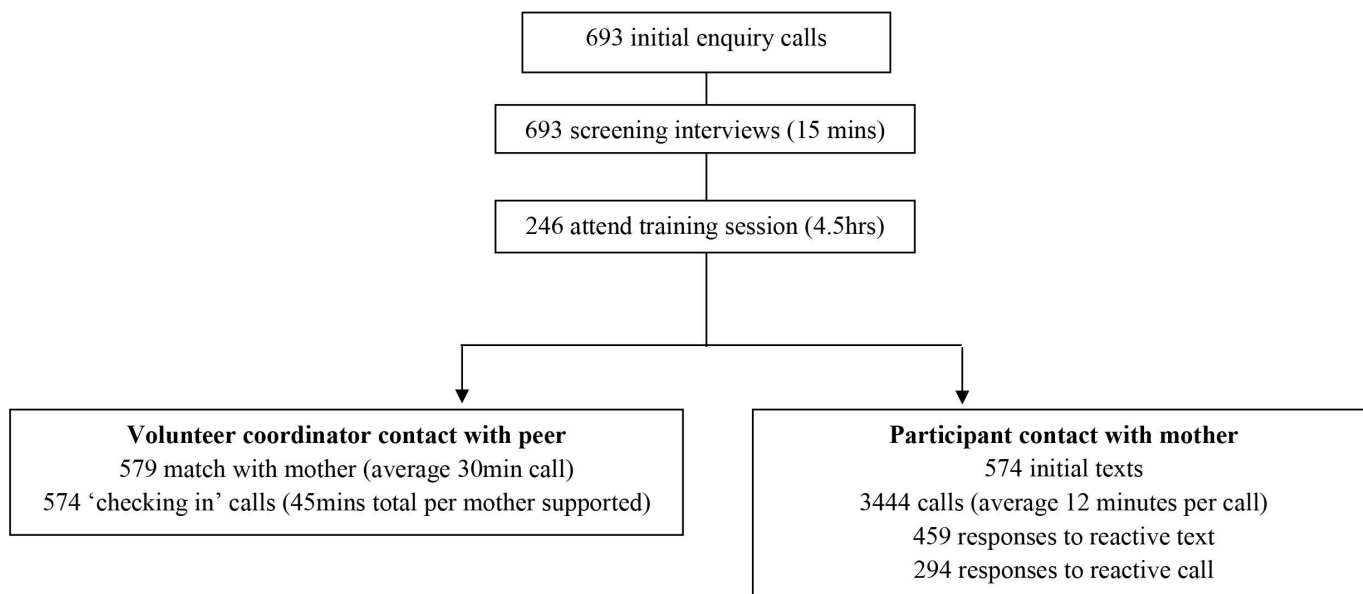 693 initial enquiry calls
693 screening interviews (15 mins)
246 attend training session (4.5hrs)
Volunteer coordinator contact with peer
579 match with mother (average 30min call)
574 ‘checking in’ calls (45mins total per mother supported)
Participant contact with mother
574 initial texts
3444 calls (average 12 minutes per call)
459 responses to reactive text
294 responses to reactive call